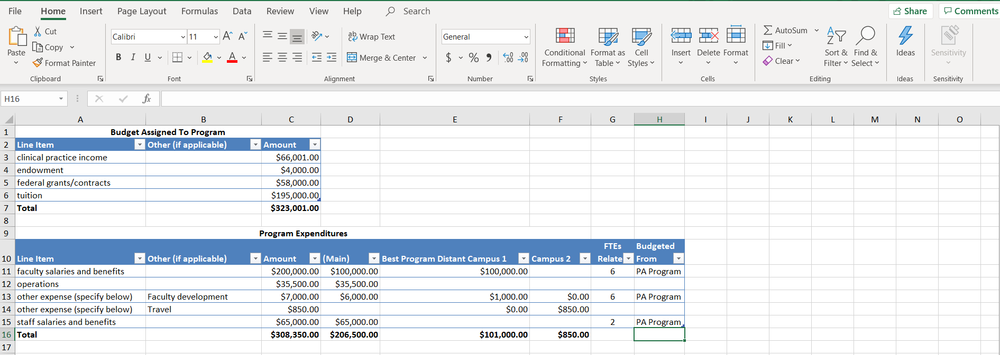 File Home Insert Page Layout Formulas Data Review View Help Search Share Comments
Paste Cut Copy Format Painter
Clipboard
Calibri 11 A^ A˅
B I U A
Font
ab Wrap Text
Merge & Center
Alignment
General
$ % 9 .00 .00
Number
Conditional Formatting Format as Table Cell Styles
Styles
Insert Delete Format
Cells
Σ AutoSum
Fill
Clear
Sort & Filter Find & Select
Editing
Ideas
Ideas
Sensitivity
Sensitivity
H16 fx
A B C D E F G H I J K L M N O
1 Budget Assigned To Program
2 Line Item Other (if applicable) Amount
3 clinical practice income $66,001.00
4 endowment $4,000.00
5 federal grants/contracts $58,000.00
6 tuition $195,000.00
7 Total $323,001.00
8
9 Program Expenditures
FTEs Budgeted
10 Line Item Other (if applicable) Amount (Main) Best Program Distant Campus 1 Campus 2 Relate From
11 faculty salaries and benefits $200,000.00 $100,000.00 $100,000.00 6 PA Program
12 operations $35,500.00 $35,500.00
13 other expense (specify below) Faculty development $7,000.00 $6,000.00 $1,000.00 $0.00 6 PA Program
14 other expense (specify below) Travel $850.00 $0.00 $850.00
15 staff salaries and benefits $65,000.00 $65,000.00 2 PA Program
16 Total $308,350.00 $206,500.00 $101,000.00 $850.00
17